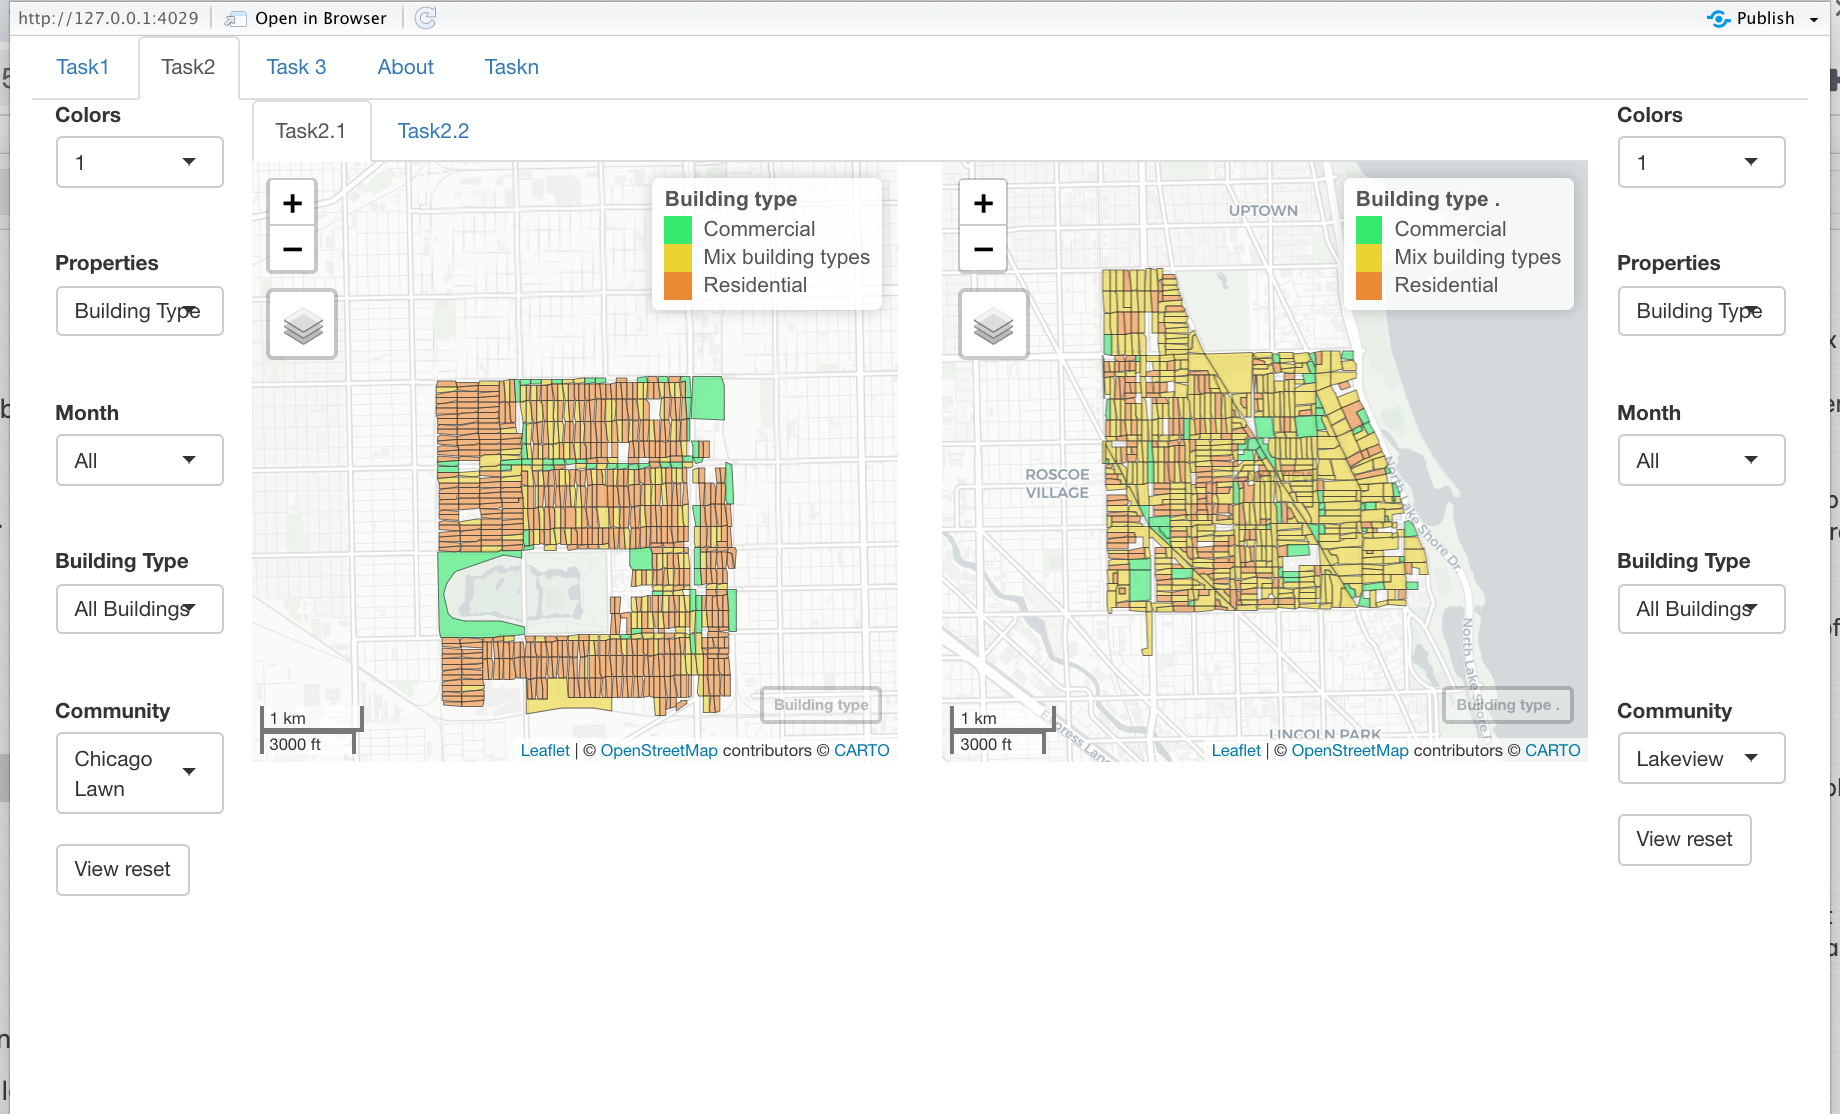 http://127.0.0.1:4029 Open in Browser Publish
Task1 Task2 Task 3 About Taskn
Colors
1
Properties
Building Type
Month
All
Building Type
All Buildings
Community
Chicago
Lawn
View reset
Task2.1 Task2.2
+
−
Building type
Commercial
Mix building types
Residential
Building type
1 km
3000 ft
Leaflet | © OpenStreetMap contributors © CARTO
+
−
Building type .
Commercial
Mix building types
Residential
UPTOWN
ROSCOE
VILLAGE
North Lake Shore Dr.
North Lake Shore
LINCOLN PARK
Building type .
1 km
3000 ft
Leaflet | © OpenStreetMap contributors © CARTO
Colors
1
Properties
Building Type
Month
All
Building Type
All Buildings
Community
Lakeview
View reset